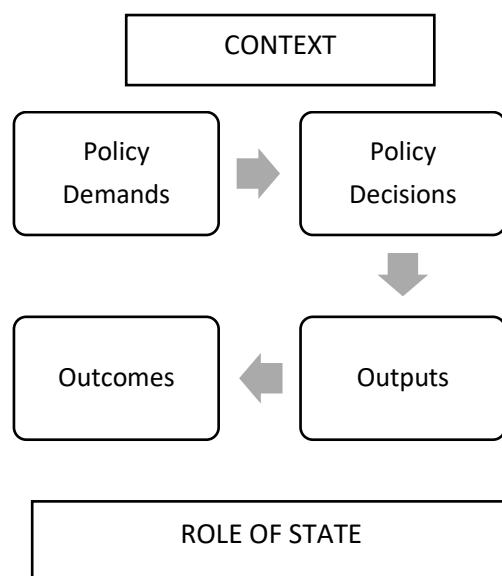 CONTEXT
Policy
Demands
Policy
Decisions
Outcomes
Outputs
ROLE OF STATE